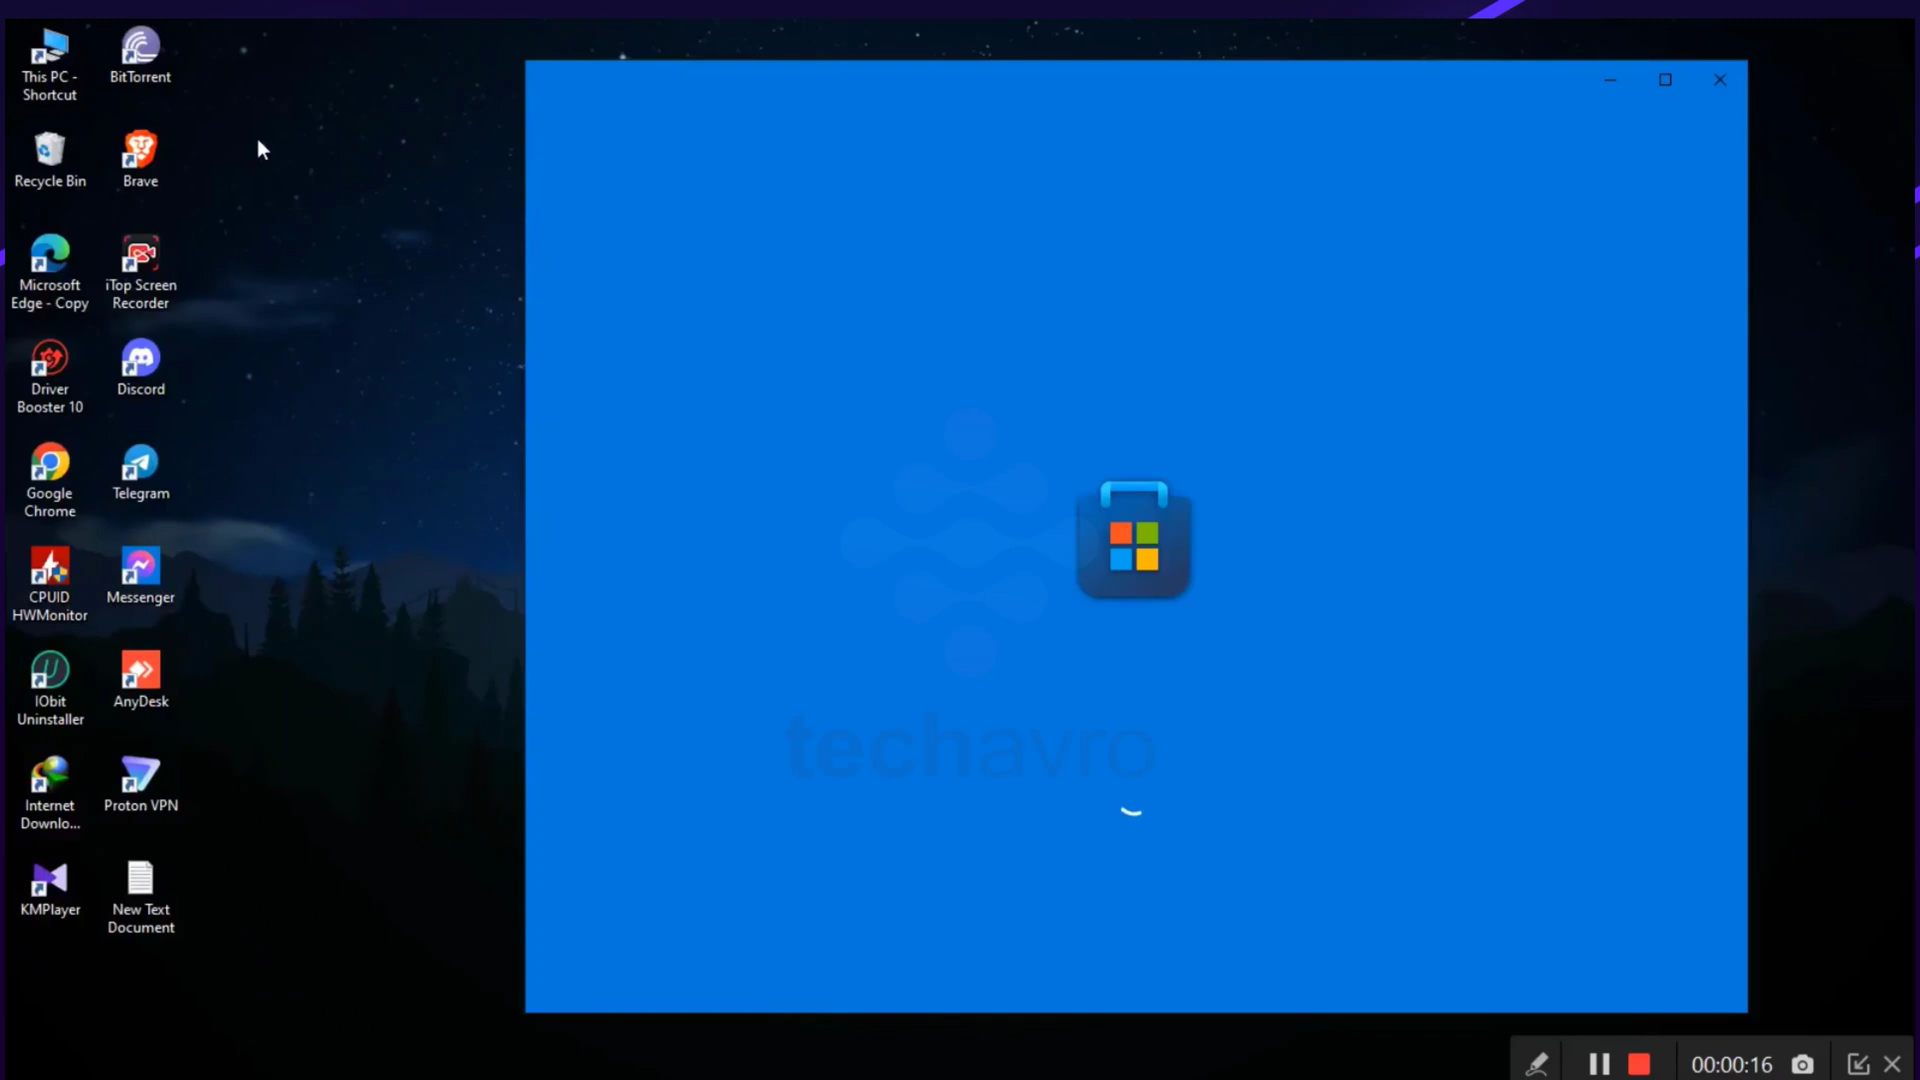 This PC -
Shortcut
BitTorrent
Recycle Bin
Brave
Microsoft
Edge - Copy
iTop Screen
Recorder
Driver
Booster 10
Discord
Google
Chrome
Telegram
CPUID
HWMonitor
Messenger
IObit
Uninstaller
AnyDesk
Internet
Downlo...
Proton VPN
KMPlayer
New Text
Document
techavro
00:00:16